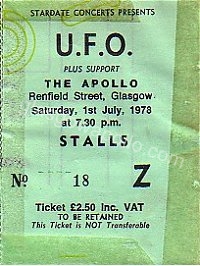 STARDATE CONCERTS PRESENTS
U.F.O.
PLUS SUPPORT
THE APOLLO
Renfield Street, Glasgow
Saturday, 1st July, 1978
at 7.30 p.m.
STALLS
No 18 Z
Ticket £2.50 Inc. VAT
TO BE RETAINED
This Ticket is NOT Transferable